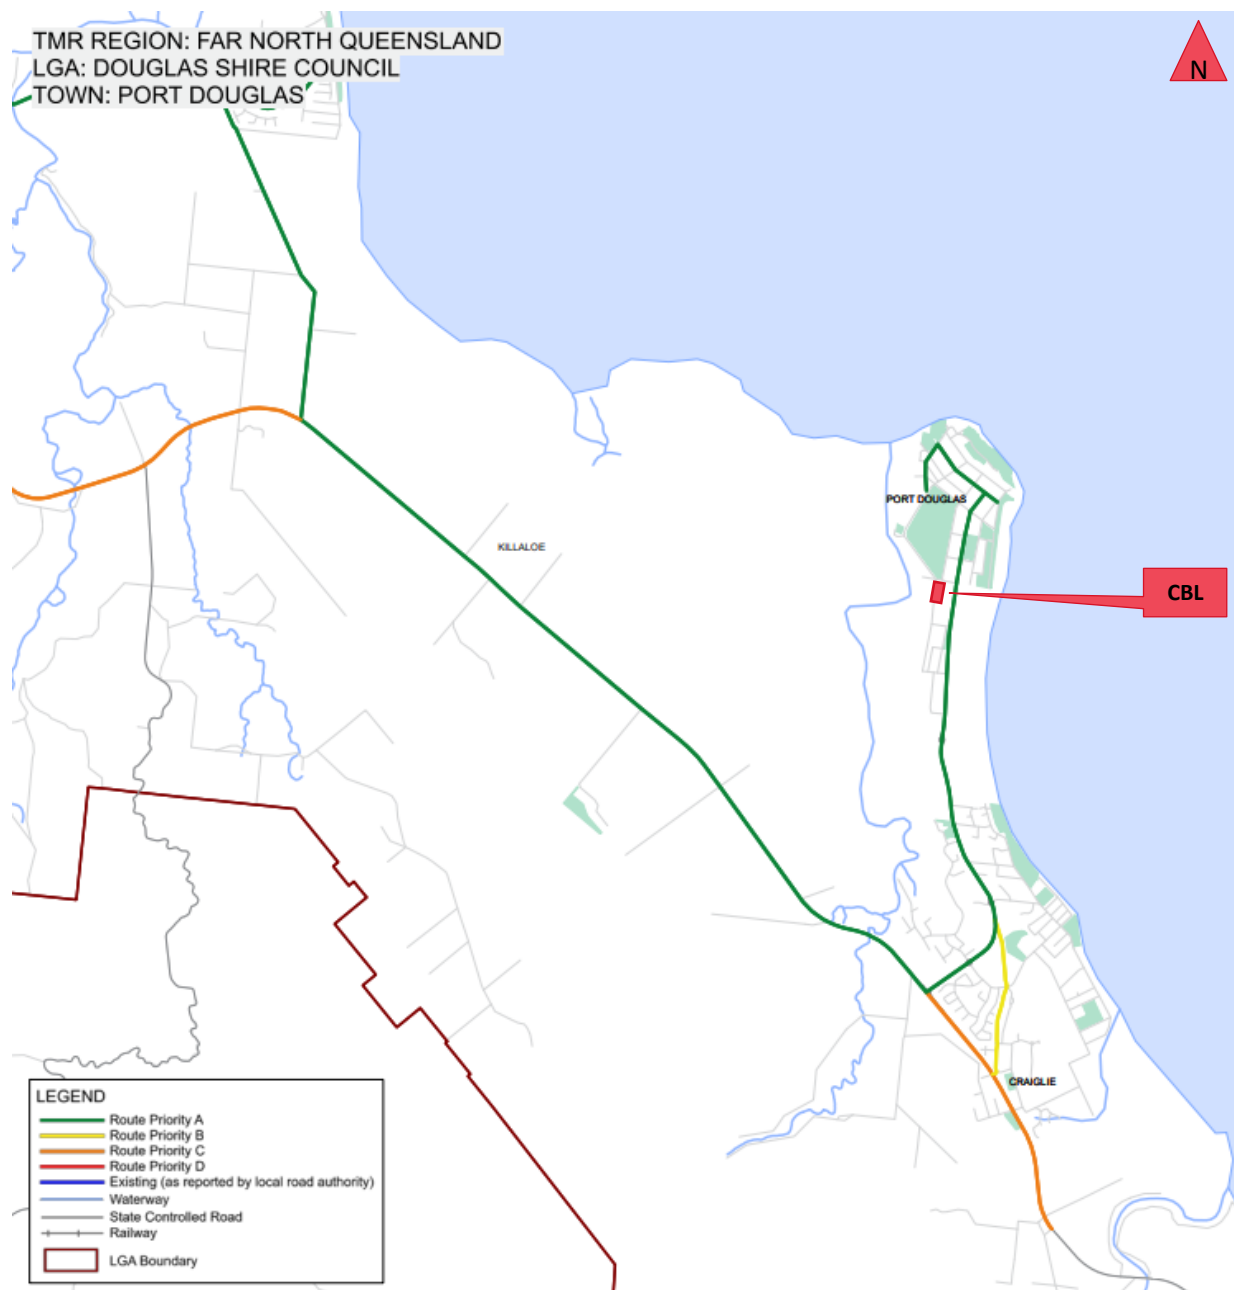 TMR REGION: FAR NORTH QUEENSLAND
LGA: DOUGLAS SHIRE COUNCIL
TOWN: PORT DOUGLAS
N
PORT DOUGLAS
KILLALOE
CBL
CRAIGLIE
LEGEND
Route Priority A
Route Priority B
Route Priority C
Route Priority D
Existing (as reported by local road authority)
Waterway
State Controlled Road
Railway
LGA Boundary